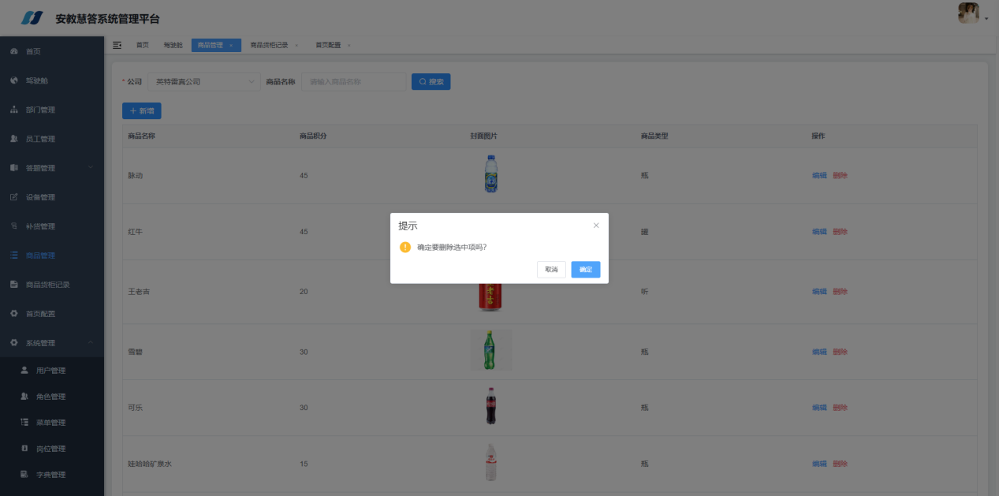 安教慧答系统管理平台
首页
驾驶舱
部门管理
员工管理
答题管理
设备管理
补货管理
商品管理
商品货柜记录
首页配置
系统管理
用户管理
角色管理
菜单管理
岗位管理
字典管理
首页 驾驶舱 商品管理 × 商品货柜记录 × 首页配置 ×
* 公司 英特雷真公司 商品名称 请输入商品名称 搜索
+ 新增
商品名称 商品积分 封面图片 商品类型 操作
脉动 45 瓶 编辑 删除
红牛 45 罐 编辑 删除
提示 ×
确定要删除选中项吗?
取消 确定
王老吉 20 老吉 听 编辑 删除
雪碧 30 瓶 编辑 删除
可乐 30 瓶 编辑 删除
娃哈哈矿泉水 15 瓶 编辑 删除